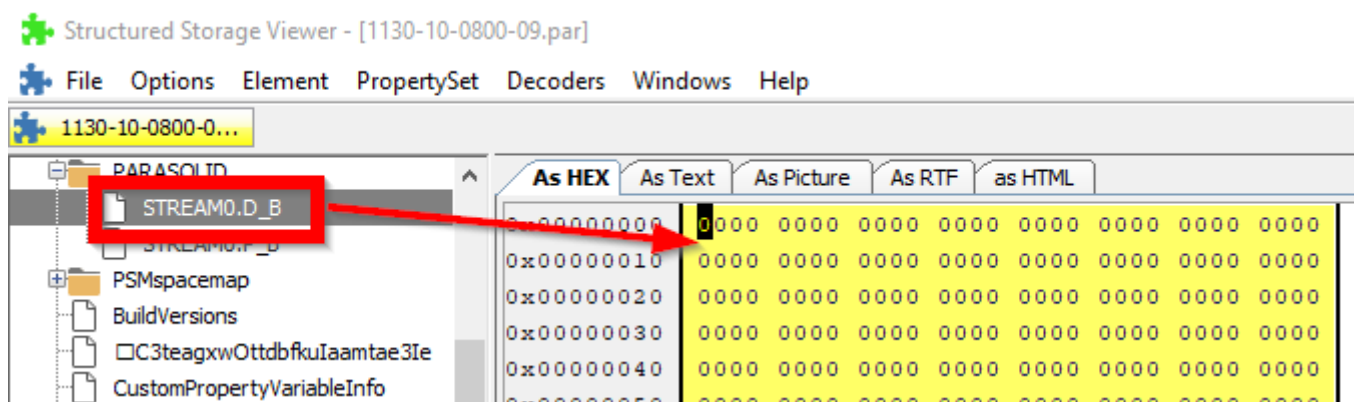 Structured Storage Viewer - [1130-10-0800-09.par]
File Options Element PropertySet Decoders Windows Help
1130-10-0800-0...
PARASOLID
STREAM0.D_B
STREAM0.P_B
PSMspacemap
BuildVersions
□C3teagxwOttdbfkuIaamtae3Ie
CustomPropertyVariableInfo
As HEX As Text As Picture As RTF as HTML
0x00000000 0000 0000 0000 0000 0000 0000 0000 0000
0x00000010 0000 0000 0000 0000 0000 0000 0000 0000
0x00000020 0000 0000 0000 0000 0000 0000 0000 0000
0x00000030 0000 0000 0000 0000 0000 0000 0000 0000
0x00000040 0000 0000 0000 0000 0000 0000 0000 0000